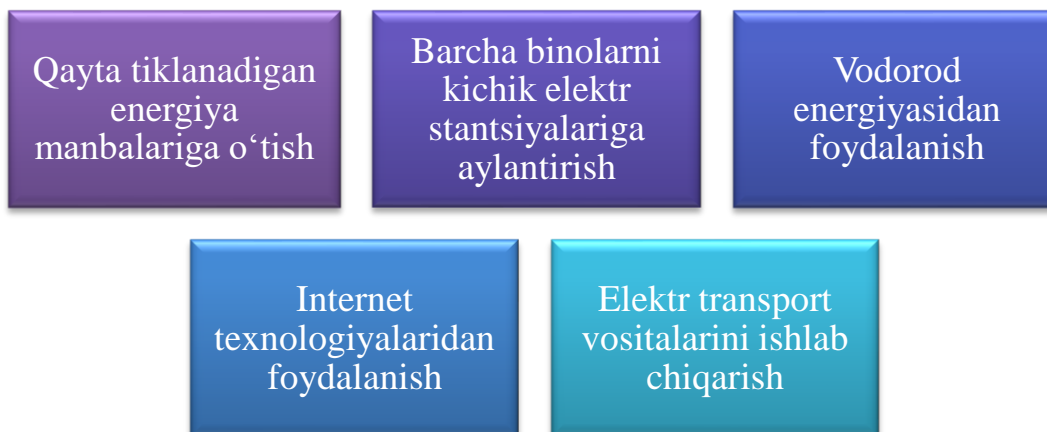 Qayta tiklanadigan
energiya
manbalariga o‘tish
Barcha binolarni
kichik elektr
stantsiyalariga
aylantirish
Vodorod
energiyasidan
foydalanish
Internet
texnologiyalaridan
foydalanish
Elektr transport
vositalarini ishlab
chiqarish